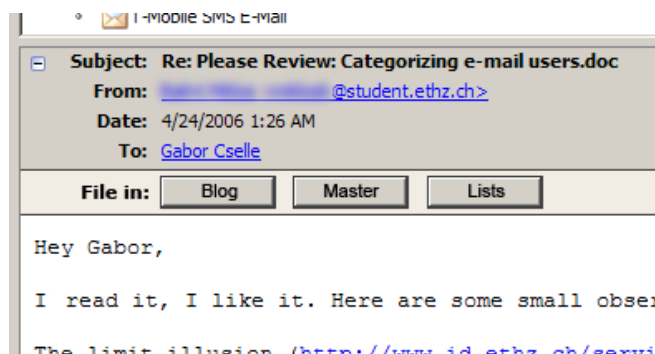 T-Mobile SMS E-Mail
Subject: Re: Please Review: Categorizing e-mail users.doc
From: @student.ethz.ch>
Date: 4/24/2006 1:26 AM
To: Gabor Cselle
File in: Blog Master Lists
Hey Gabor,
I read it, I like it. Here are some small obser
The limit illusion (http://www.id.ethz.ch/servi